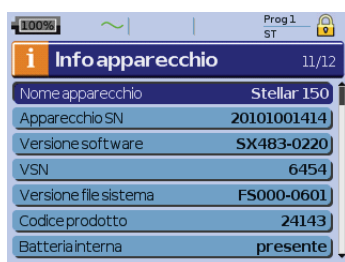 100% Prog 1
ST
i Info apparecchio 11/12
Nome apparecchio Stellar 150
Apparecchio SN 20101001414
Versione software SX483-0220
VSN 6454
Versione file sistema FS000-0601
Codice prodotto 24143
Batteria interna presente